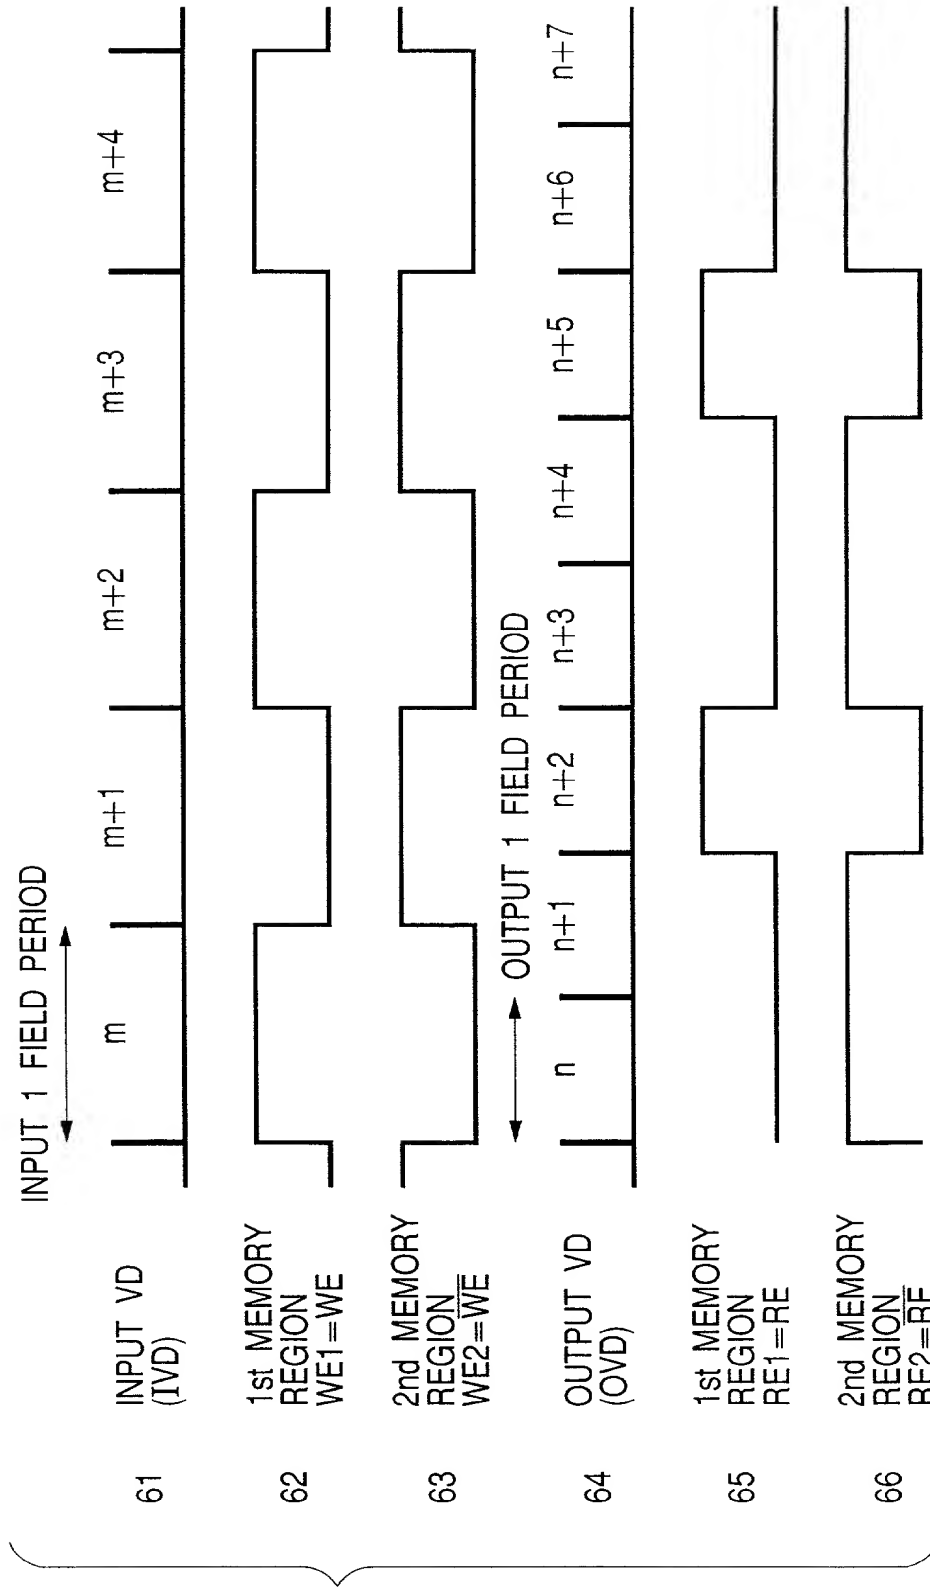 INPUT 1 FIELD PERIOD
61
INPUT VD
(IVD)
m
m+1
m+2
m+3
m+4
62
1st MEMORY
REGION
WE1=WE
63
2nd MEMORY
REGION
WE2=W̅E̅
OUTPUT 1 FIELD PERIOD
64
OUTPUT VD
(OVD)
n
n+1
n+2
n+3
n+4
n+5
n+6
n+7
65
1st MEMORY
REGION
RE1=RE
66
2nd MEMORY
REGION
RE2=R̅E̅